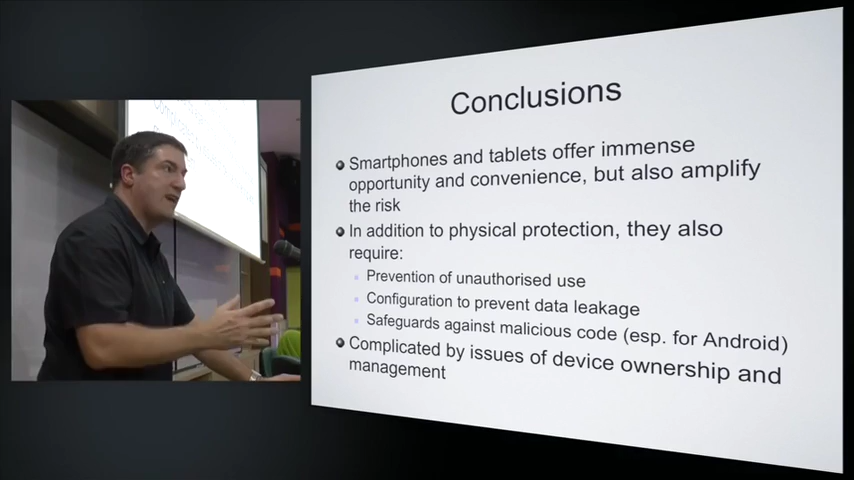 Conclusions
Smartphones and tablets offer immense
opportunity and convenience, but also amplify
the risk
In addition to physical protection, they also
require:
Prevention of unauthorised use
Configuration to prevent data leakage
Safeguards against malicious code (esp. for Android)
Complicated by issues of device ownership and
management